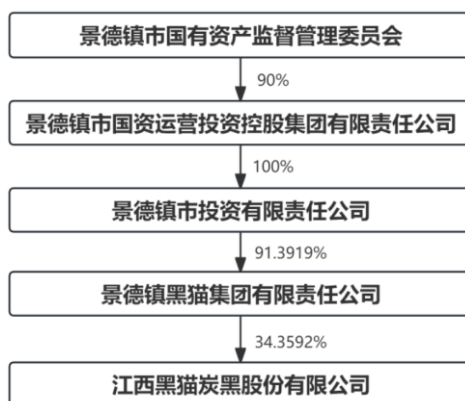 景德镇市国有资产监督管理委员会
90%
景德镇市国资运营投资控股集团有限责任公司
100%
景德镇市投资有限责任公司
91.3919%
景德镇黑猫集团有限责任公司
34.3592%
江西黑猫炭黑股份有限公司